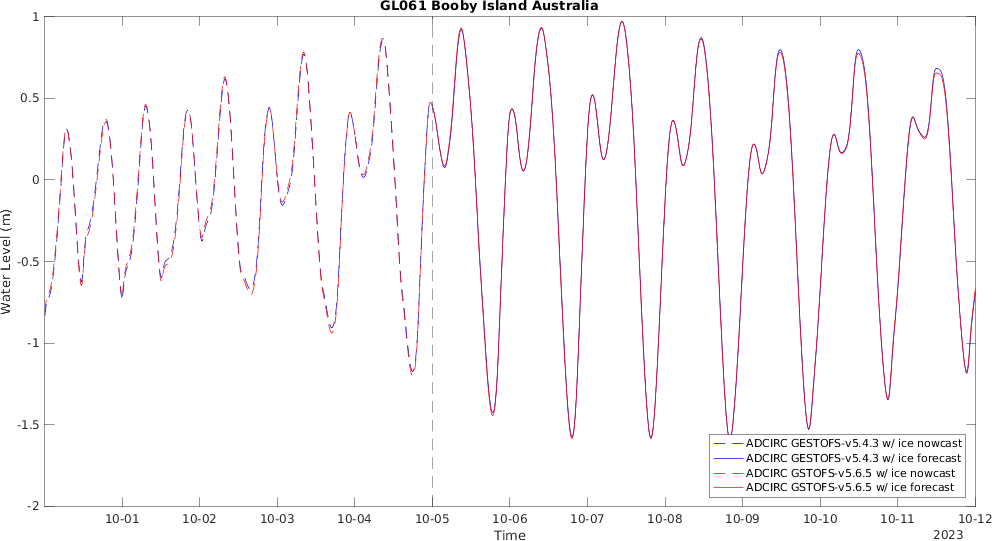 GL061 Booby Island Australia
1
0.5
0
-0.5
-1
-1.5
-2
Water Level (m)
10-01
10-02
10-03
10-04
10-05
10-06
10-07
10-08
10-09
10-10
10-11
10-12
Time
2023
ADCIRC GESTOFS-v5.4.3 w/ ice nowcast
ADCIRC GESTOFS-v5.4.3 w/ ice forecast
ADCIRC GSTOFS-v5.6.5 w/ ice nowcast
ADCIRC GSTOFS-v5.6.5 w/ ice forecast